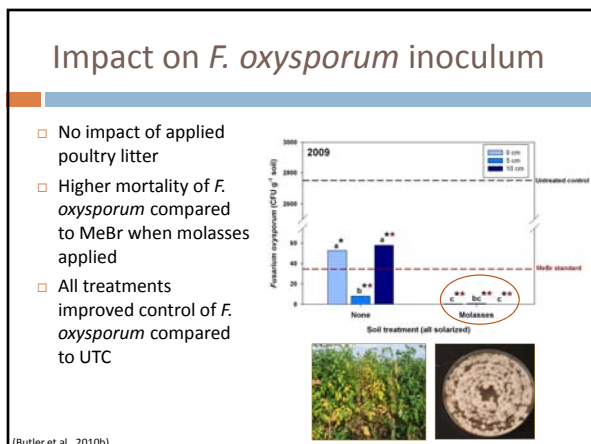 Impact on F. oxysporum inoculum
□ No impact of applied
poultry litter
□ Higher mortality of F.
oxysporum compared
to MeBr when molasses
applied
□ All treatments
improved control of F.
oxysporum compared
to UTC
2009
0 cm
5 cm
10 cm
Untreated control
MeBr standard
Fusarium oxysporum (CFU g-1 soil)
3000
60
40
20
0
a*
b**
a**
c** bc** c**
None Molasses
Soil treatment (all solarized)
(Butler et al., 2010b)